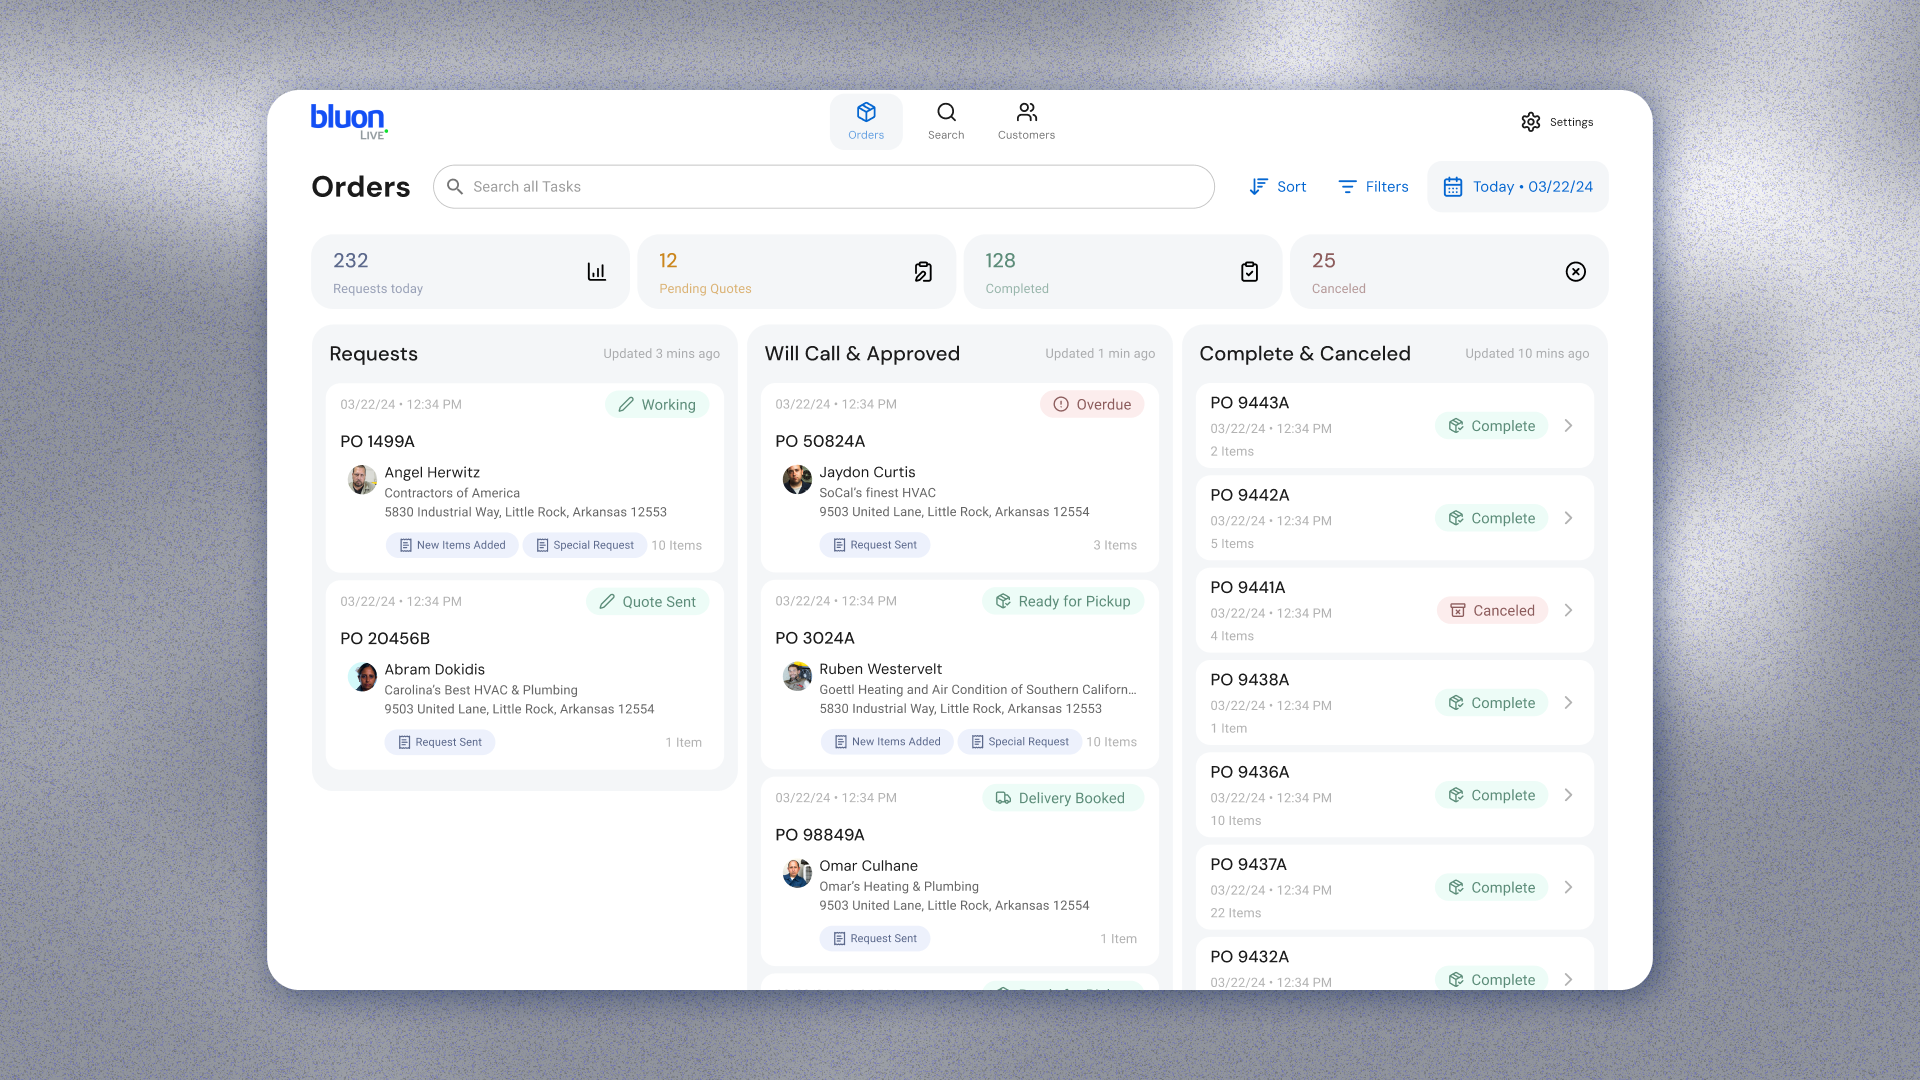 bluon
LIVE
Orders
Search
Customers
Settings
Orders
Search all Tasks
Sort
Filters
Today • 03/22/24
232
Requests today
12
Pending Quotes
128
Completed
25
Canceled
Requests
Updated 3 mins ago
03/22/24 • 12:34 PM
Working
PO 1499A
Angel Herwitz
Contractors of America
5830 Industrial Way, Little Rock, Arkansas 12553
New Items Added
Special Request
10 Items
03/22/24 • 12:34 PM
Quote Sent
PO 20456B
Abram Dokidis
Carolina's Best HVAC & Plumbing
9503 United Lane, Little Rock, Arkansas 12554
Request Sent
1 Item
Will Call & Approved
Updated 1 min ago
03/22/24 • 12:34 PM
Overdue
PO 50824A
Jaydon Curtis
SoCal's finest HVAC
9503 United Lane, Little Rock, Arkansas 12554
Request Sent
3 Items
03/22/24 • 12:34 PM
Ready for Pickup
PO 3024A
Ruben Westervelt
Goettl Heating and Air Condition of Southern Californ...
5830 Industrial Way, Little Rock, Arkansas 12553
New Items Added
Special Request
10 Items
03/22/24 • 12:34 PM
Delivery Booked
PO 98849A
Omar Culhane
Omar's Heating & Plumbing
9503 United Lane, Little Rock, Arkansas 12554
Request Sent
1 Item
Complete & Canceled
Updated 10 mins ago
PO 9443A
03/22/24 • 12:34 PM
2 Items
Complete
PO 9442A
03/22/24 • 12:34 PM
5 Items
Complete
PO 9441A
03/22/24 • 12:34 PM
4 Items
Canceled
PO 9438A
03/22/24 • 12:34 PM
1 Item
Complete
PO 9436A
03/22/24 • 12:34 PM
10 Items
Complete
PO 9437A
03/22/24 • 12:34 PM
22 Items
Complete
PO 9432A
03/22/24 • 12:34 PM
Complete